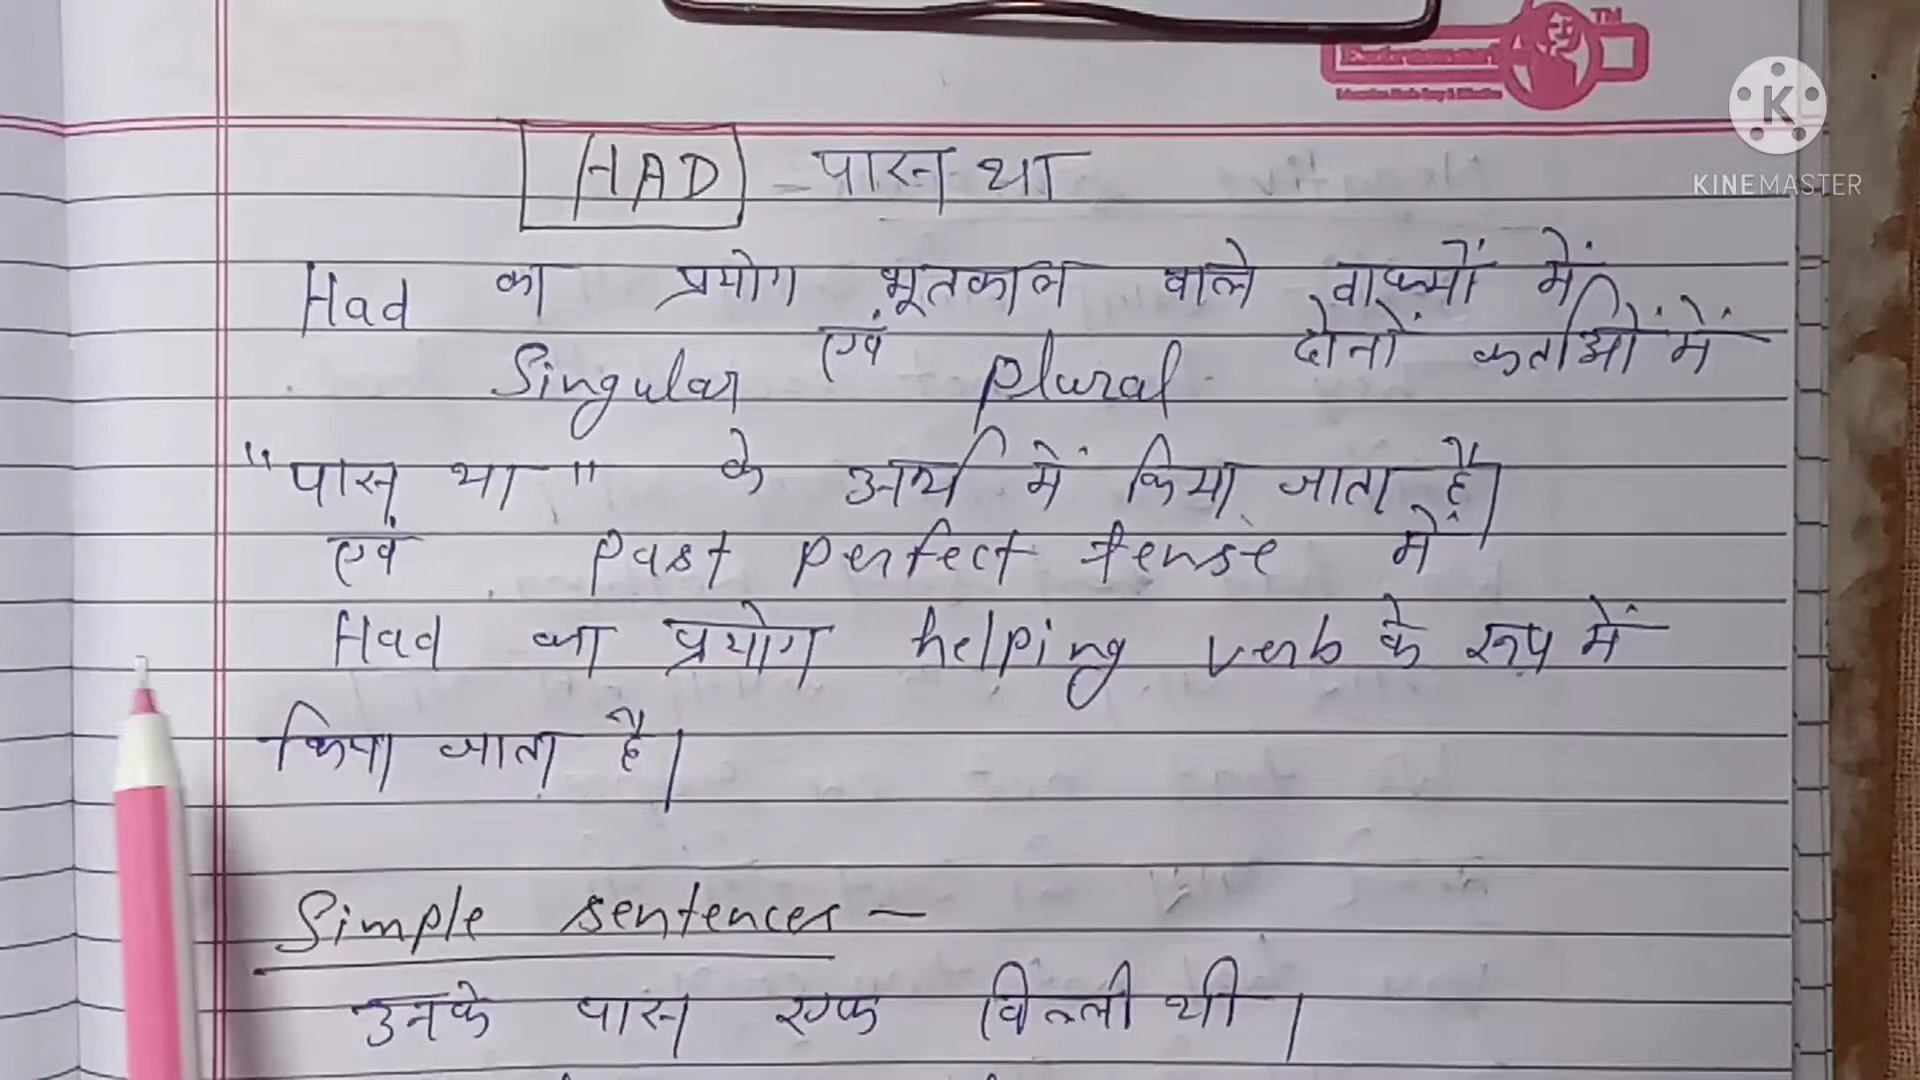 TM
K
KINEMASTER
HAD - पास था
Had का प्रयोग भूतकाल वाले वाक्यों में
Singular एवं plural दोनों कर्ताओं में
"पास था" के अर्थ में किया जाता है।
एवं past perfect tense में
Had का प्रयोग helping verb के रूप में
किया जाता है।
Simple sentences -
उनके पास एक बिल्ली थी।